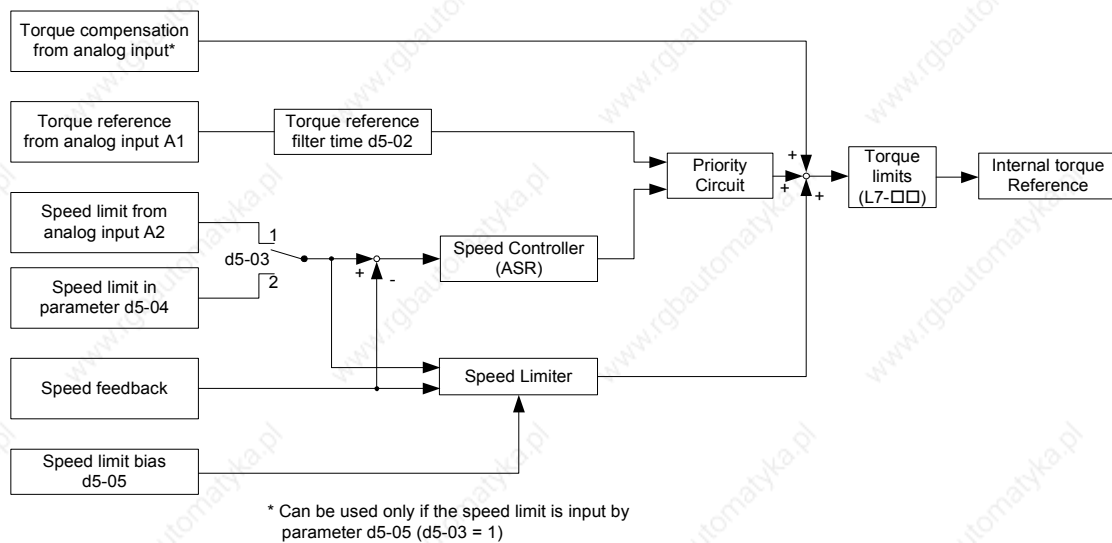 Torque compensation
from analog input*
Torque reference
from analog input A1
Torque reference
filter time d5-02
Speed limit from
analog input A2
1
d5-03
2
Speed limit in
parameter d5-04
Speed feedback
Speed limit bias
d5-05
+
-
Speed Controller
(ASR)
Speed Limiter
Priority
Circuit
+
+
+
Torque
limits
(L7-□□)
Internal torque
Reference
* Can be used only if the speed limit is input by
parameter d5-05 (d5-03 = 1)
www.rgbautomatyka.pl